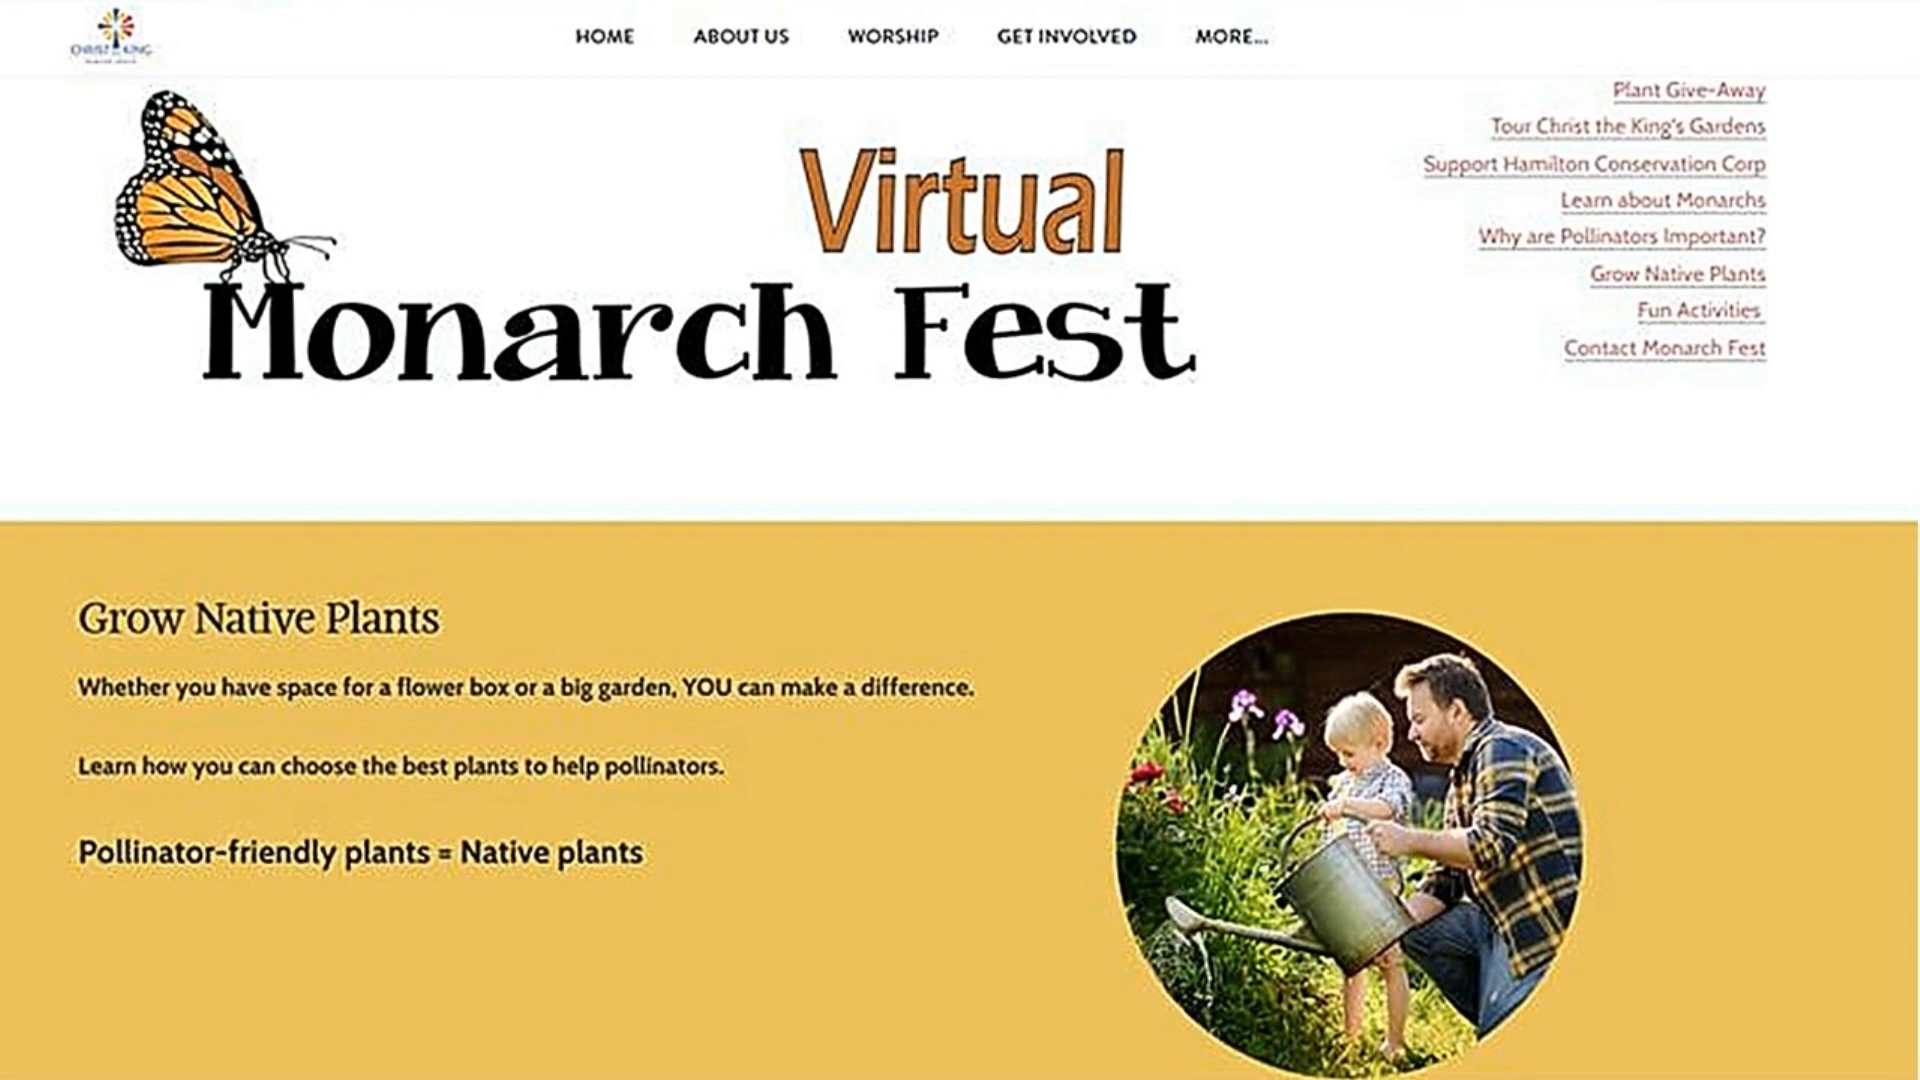 CHRIST the KING
HOME ABOUT US WORSHIP GET INVOLVED MORE...
Plant Give-Away
Tour Christ the King's Gardens
Support Hamilton Conservation Corp
Learn about Monarchs
Why are Pollinators Important?
Grow Native Plants
Fun Activities
Contact Monarch Fest
Virtual
Monarch Fest
Grow Native Plants
Whether you have space for a flower box or a big garden, YOU can make a difference.
Learn how you can choose the best plants to help pollinators.
Pollinator-friendly plants = Native plants